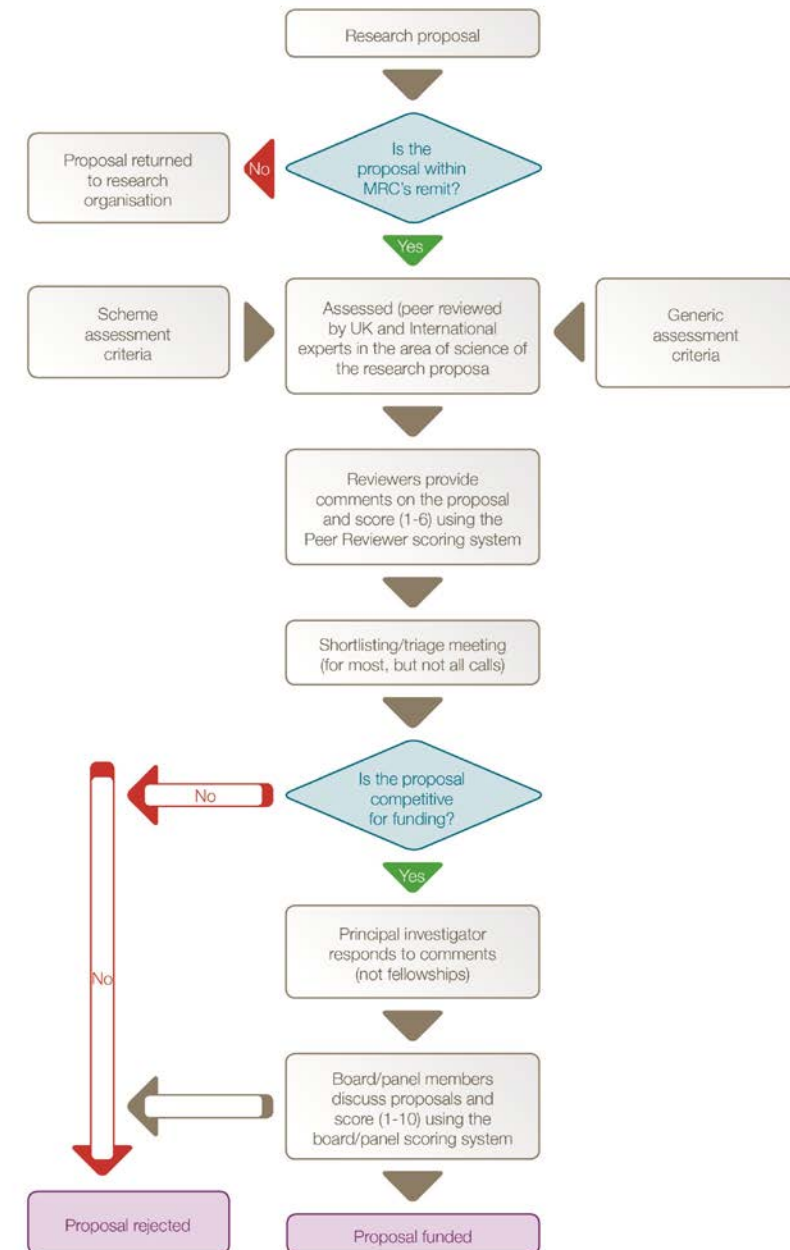 Research proposal
Is the
proposal within
MRC's remit?
No
Proposal returned
to research
organisation
Yes
Scheme
assessment
criteria
Assessed (peer reviewed
by UK and International
experts in the area of science of
the research proposa
Generic
assessment
criteria
Reviewers provide
comments on the proposal
and score (1-6) using the
Peer Reviewer scoring system
Shortlisting/triage meeting
(for most, but not all calls)
Is the proposal
competitive
for funding?
No
Yes
Principal investigator
responds to comments
(not fellowships)
No
Board/panel members
discuss proposals and
score (1-10) using the
board/panel scoring system
Proposal rejected
Proposal funded